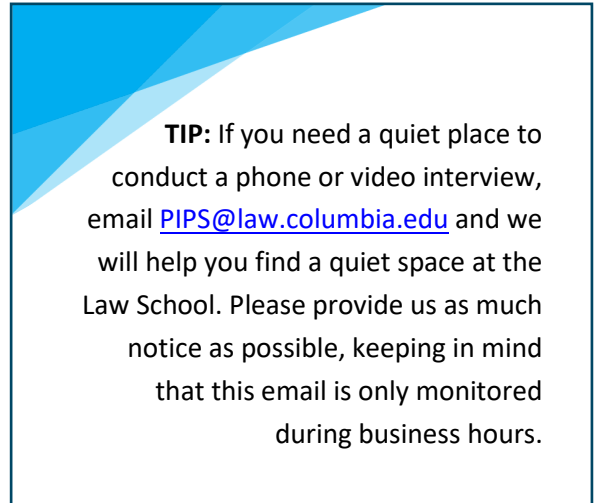 TIP: If you need a quiet place to
conduct a phone or video interview,
email PIPS@law.columbia.edu and we
will help you find a quiet space at the
Law School. Please provide us as much
notice as possible, keeping in mind
that this email is only monitored
during business hours.